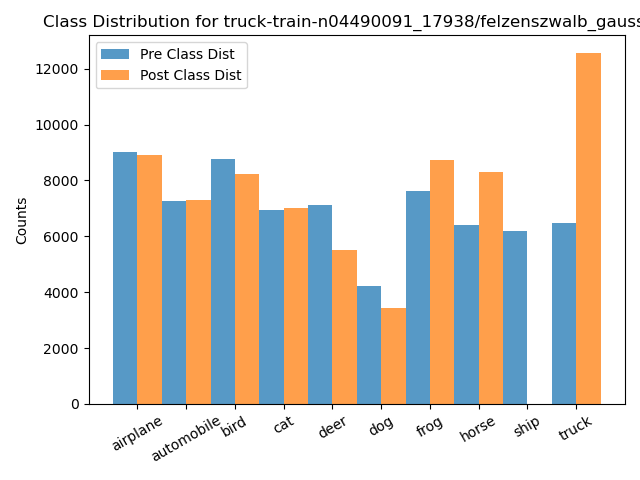 Class Distribution for truck-train-n04490091_17938/felzenszwalb_gauss
Pre Class Dist
Post Class Dist
12000
10000
8000
6000
4000
2000
0
Counts
airplane
automobile
bird
cat
deer
dog
frog
horse
ship
truck